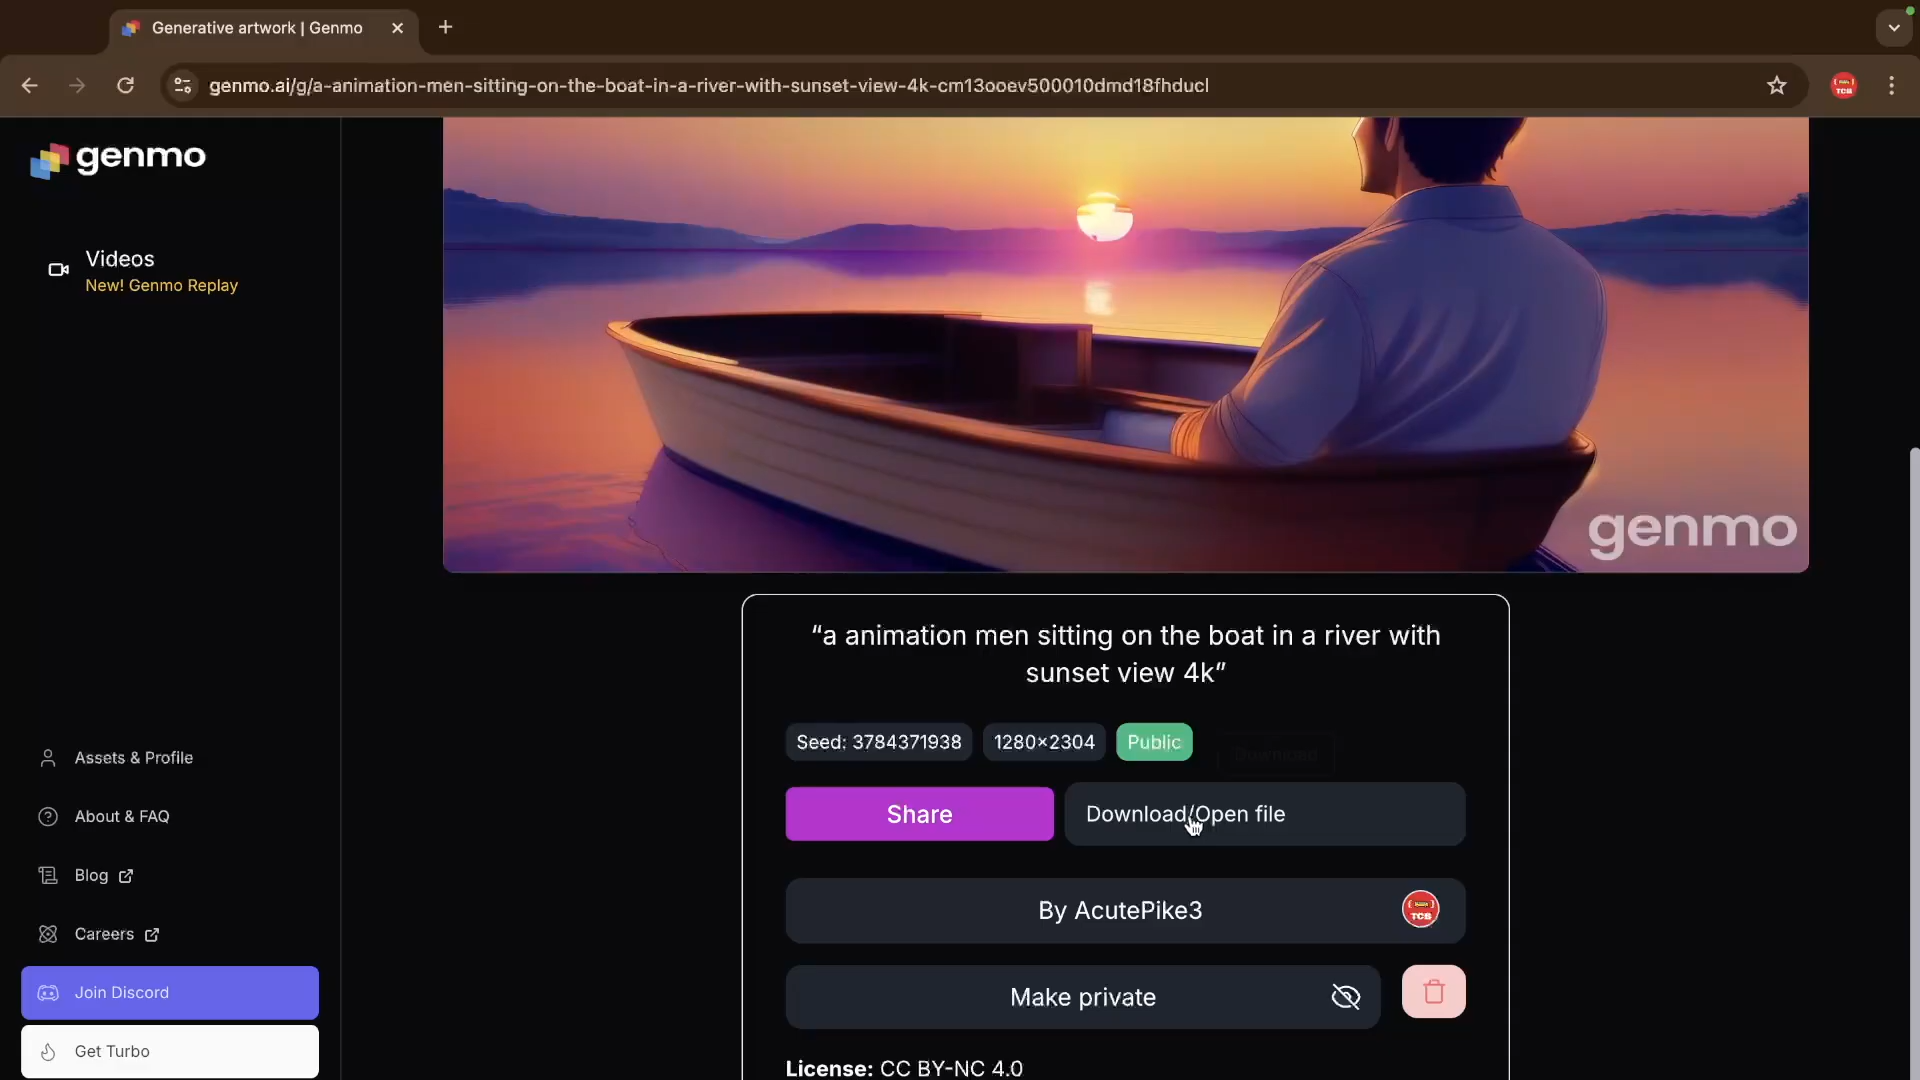 Generative artwork | Genmo
genmo.ai/g/a-animation-men-sitting-on-the-boat-in-a-river-with-sunset-view-4k-cm13ooev500010dmd18fhducl
genmo
Videos
New! Genmo Replay
genmo
“a animation men sitting on the boat in a river with
sunset view 4k”
Seed: 3784371938
1280×2304
Public
Download
Share
Download/Open file
By AcutePike3
TCB
Make private
License: CC BY-NC 4.0
Assets & Profile
About & FAQ
Blog
Careers
Join Discord
Get Turbo